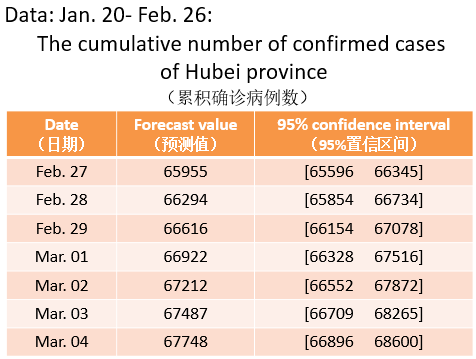 Data: Jan. 20- Feb. 26:
The cumulative number of confirmed cases
of Hubei province
（累积确诊病例数）
Date Forecast value 95% confidence interval
（日期） （预测值） （95%置信区间）
Feb. 27 65955 [65596 66345]
Feb. 28 66294 [65854 66734]
Feb. 29 66616 [66154 67078]
Mar. 01 66922 [66328 67516]
Mar. 02 67212 [66552 67872]
Mar. 03 67487 [66709 68265]
Mar. 04 67748 [66896 68600]